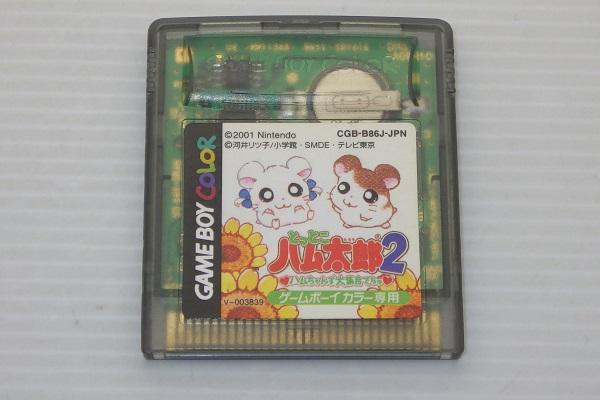 GAME BOY COLOR
©2001 Nintendo
CGB-B86J-JPN
©河井リツ子/小学館・SMDE・テレビ東京
とっとこ
ハム太郎2
ハムちゃんず大集合でちゅ
ゲームボーイカラー専用
V-003839